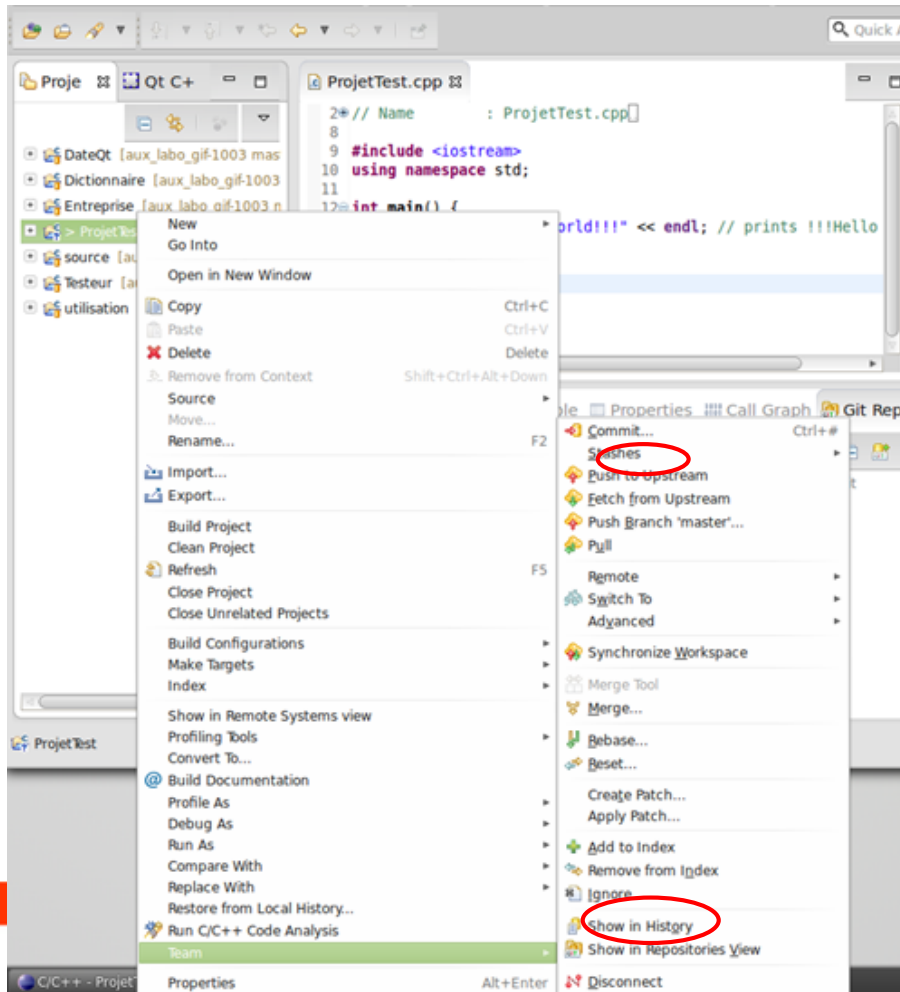 Quick A
Proje Qt C+ ProjetTest.cpp
2 // Name : ProjetTest.cpp
8
9 #include <iostream>
10 using namespace std;
11
12 int main() {
orld!!!" << endl; // prints !!!Hello
DateQt [aux_labo_gif-1003 mas
Dictionnaire [aux_labo_gif-1003
Entreprise [aux_labo_gif-1003 n
> ProjetTes
source [au
Testeur [a
utilisation
New
Go Into
Open in New Window
Copy Ctrl+C
Paste Ctrl+V
Delete Delete
Remove from Context Shift+Ctrl+Alt+Down
Source
Move...
Rename... F2
Import...
Export...
Build Project
Clean Project
Refresh F5
Close Project
Close Unrelated Projects
Build Configurations
Make Targets
Index
Show in Remote Systems view
Profiling Tools
Convert To...
Build Documentation
Profile As
Debug As
Run As
Compare With
Replace With
Restore from Local History...
Run C/C++ Code Analysis
Team
Properties Alt+Enter
Properties Call Graph Git Rep
Commit... Ctrl+#
Stashes
Push to Upstream
Fetch from Upstream
Push Branch 'master'...
Pull
Remote
Switch To
Advanced
Synchronize Workspace
Merge Tool
Merge...
Rebase...
Reset...
Create Patch...
Apply Patch...
Add to Index
Remove from Index
Ignore
Show in History
Show in Repositories View
Disconnect
ProjetTest
C/C++ - ProjetT